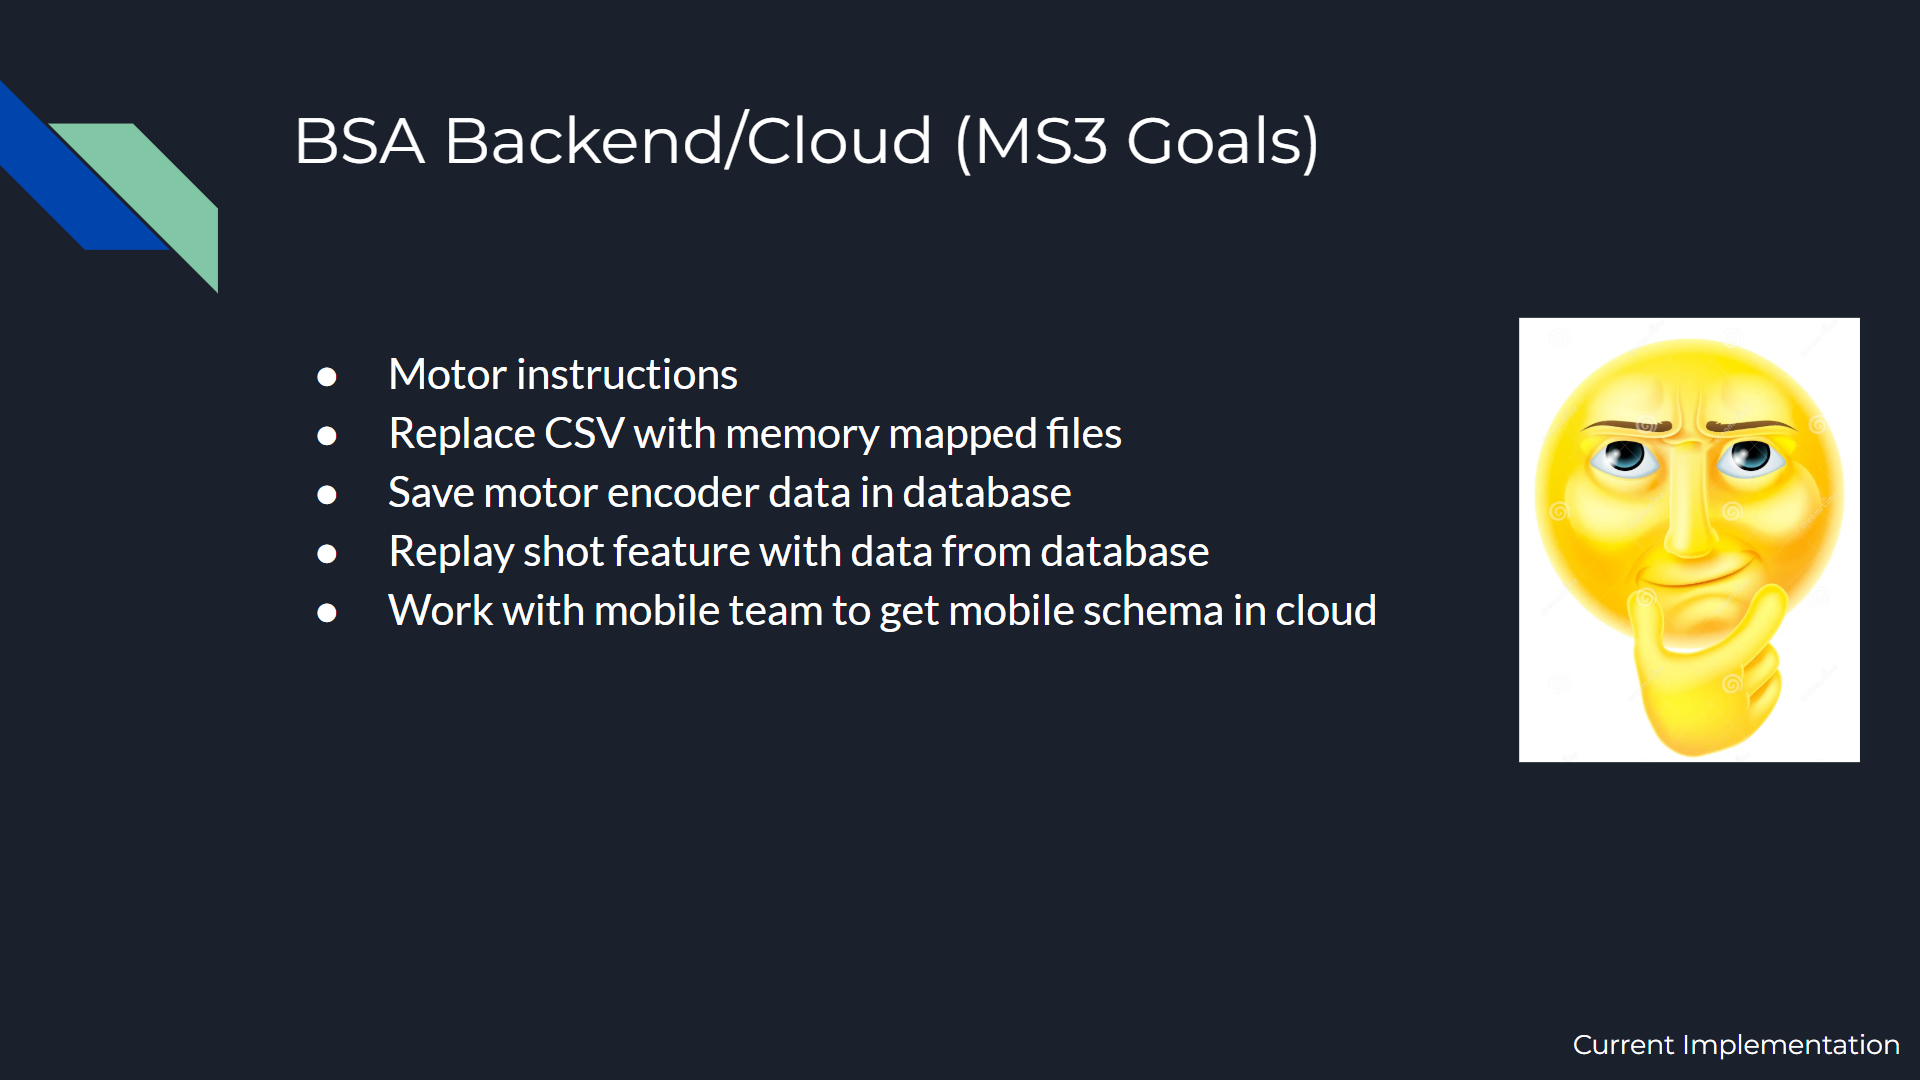 BSA Backend/Cloud (MS3 Goals)
● Motor instructions
● Replace CSV with memory mapped files
● Save motor encoder data in database
● Replay shot feature with data from database
● Work with mobile team to get mobile schema in cloud
Current Implementation